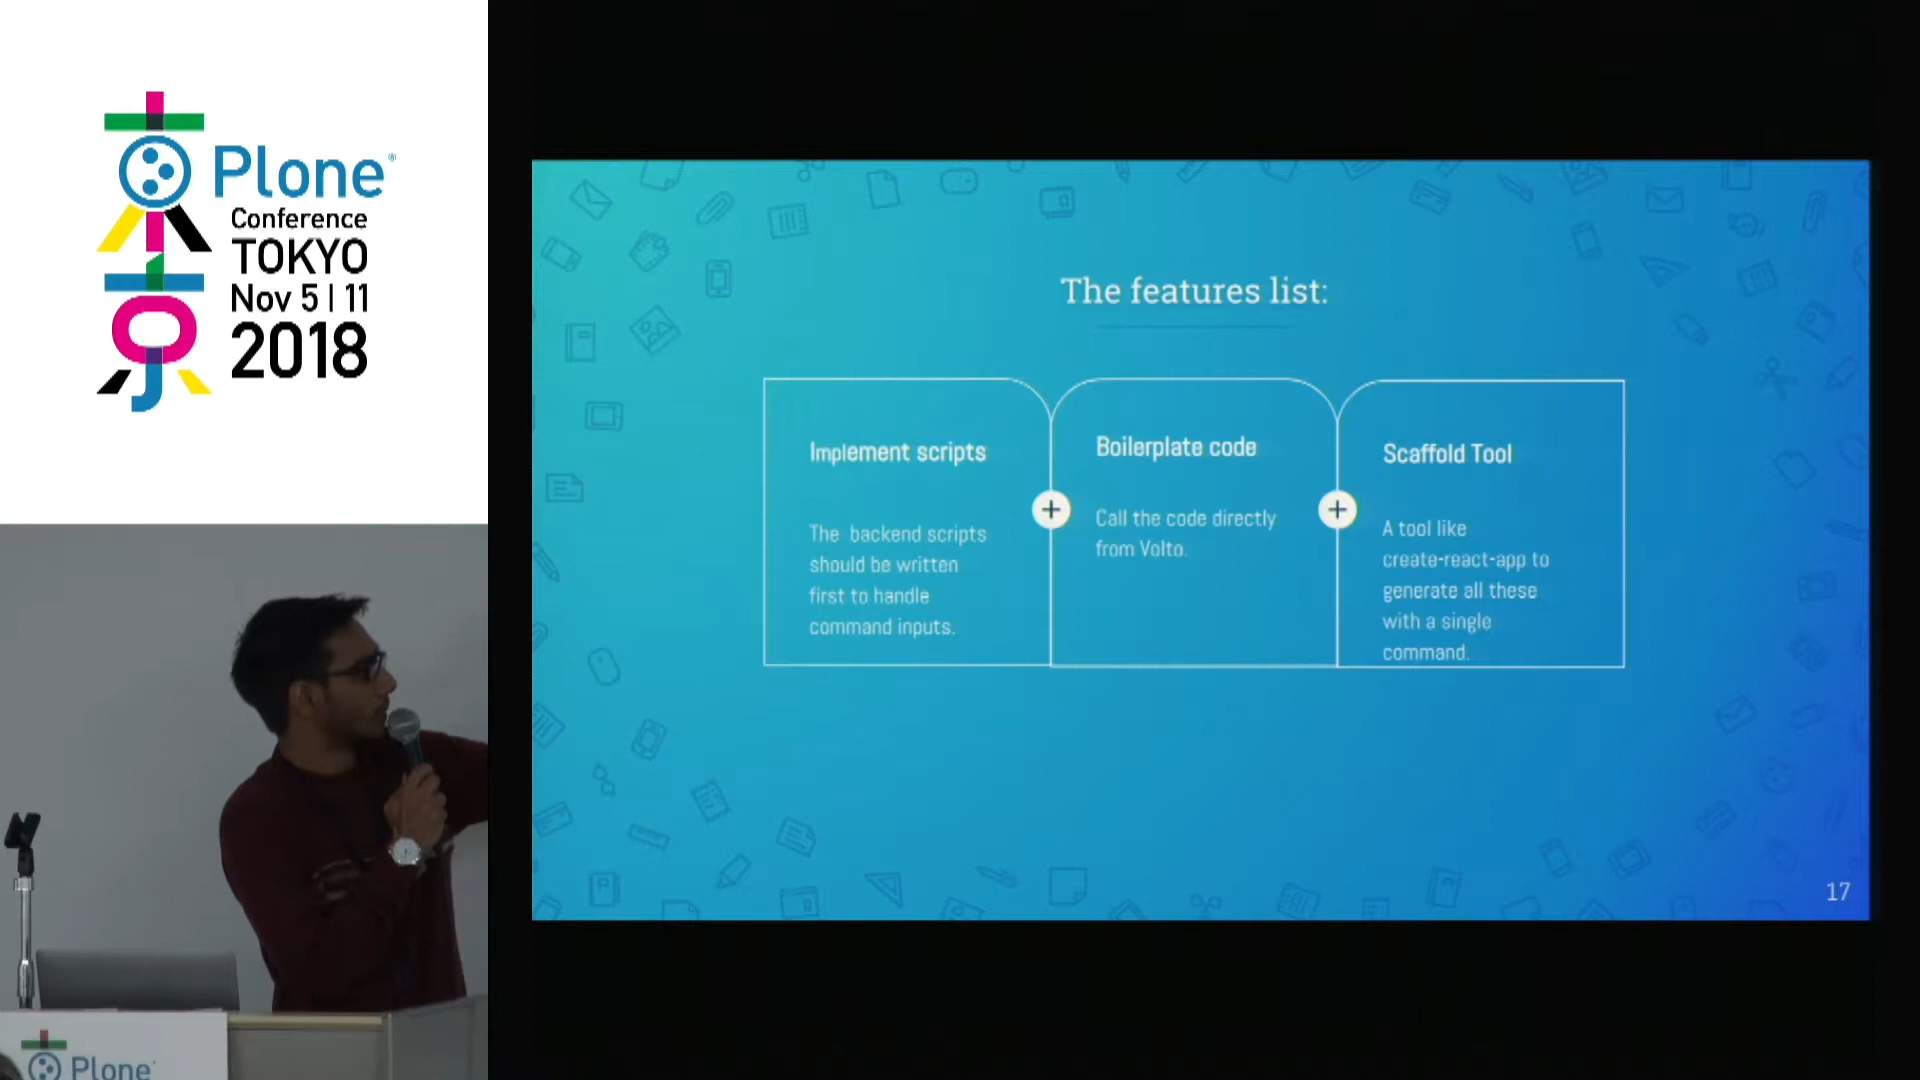 Plone®
Conference
TOKYO
Nov 5 | 11
2018
The features list:
Implement scripts
The backend scripts
should be written
first to handle
command inputs.
Boilerplate code
Call the code directly
from Volto.
Scaffold Tool
A tool like
create-react-app to
generate all these
with a single
command.
17
Plone